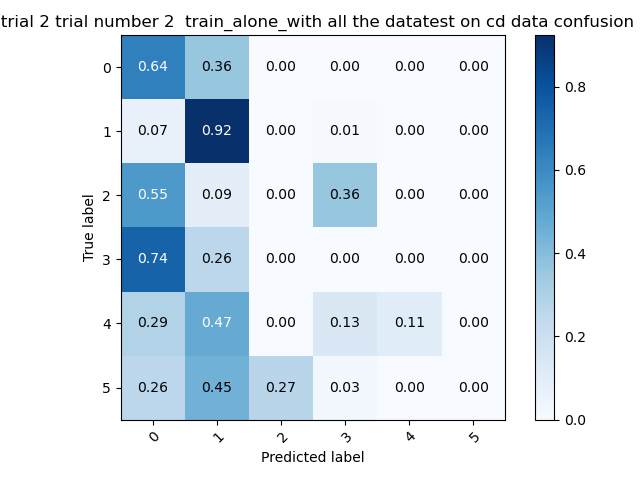 trial 2 trial number 2  train_alone_with all the datatest on cd data confusion
0 0.64 0.36 0.00 0.00 0.00 0.00
1 0.07 0.92 0.00 0.01 0.00 0.00
2 0.55 0.09 0.00 0.36 0.00 0.00
3 0.74 0.26 0.00 0.00 0.00 0.00
4 0.29 0.47 0.00 0.13 0.11 0.00
5 0.26 0.45 0.27 0.03 0.00 0.00
0 1 2 3 4 5
True label
Predicted label
0.8
0.6
0.4
0.2
0.0